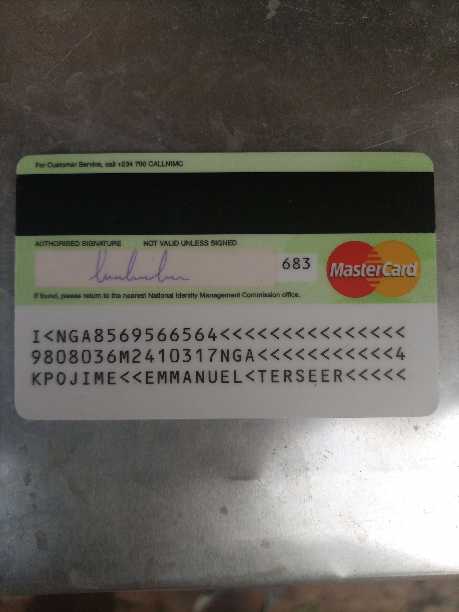 For Customer Service, call +234 700 CALLNIMC
AUTHORISED SIGNATURE NOT VALID UNLESS SIGNED
683
MasterCard
If found, please return to the nearest National Identity Management Commission office.
I<NGA8569566564<<<<<<<<<<<<<<<
9808036M2410317NGA<<<<<<<<<<<4
KPOJIME<<EMMANUEL<TERSEER<<<<<